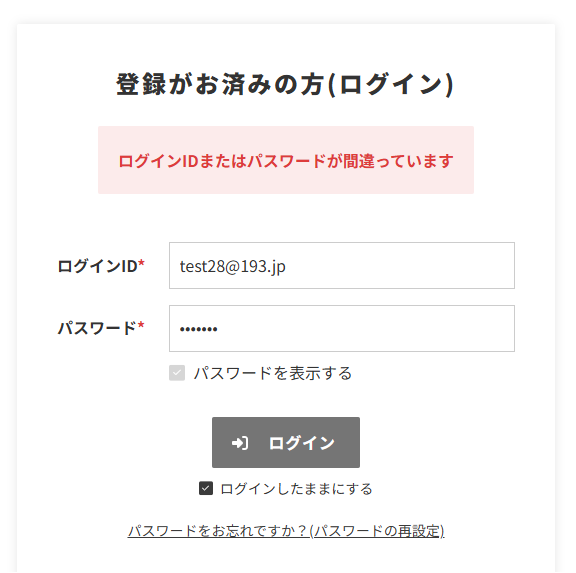 登録がお済みの方(ログイン)
ログインIDまたはパスワードが間違っています
ログインID*
test28@193.jp
パスワード*
•••••••
パスワードを表示する
ログイン
ログインしたままにする
パスワードをお忘れですか？(パスワードの再設定)